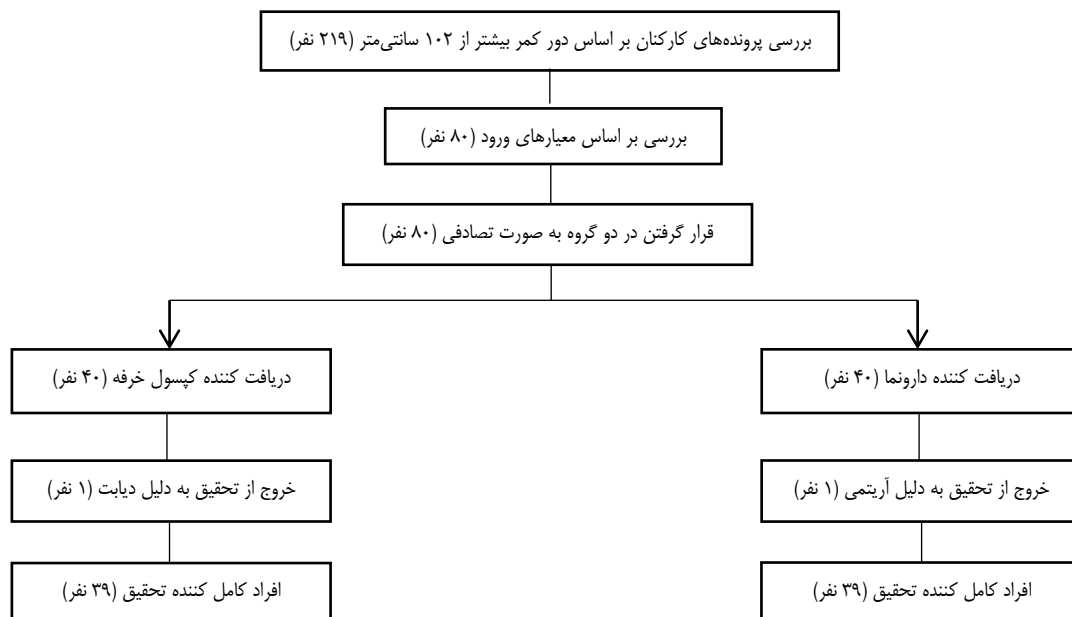 بررسی پرونده‌های کارکنان بر اساس دور کمر بیشتر از ۱۰۲ سانتی‌متر (۲۱۹ نفر)
بررسی بر اساس معیارهای ورود (۸۰ نفر)
قرار گرفتن در دو گروه به صورت تصادفی (۸۰ نفر)
دریافت کننده دارونما (۴۰ نفر)
دریافت کننده کپسول خرفه (۴۰ نفر)
خروج از تحقیق به دلیل آریتمی (۱ نفر)
خروج از تحقیق به دلیل دیابت (۱ نفر)
افراد کامل کننده تحقیق (۳۹ نفر)
افراد کامل کننده تحقیق (۳۹ نفر)